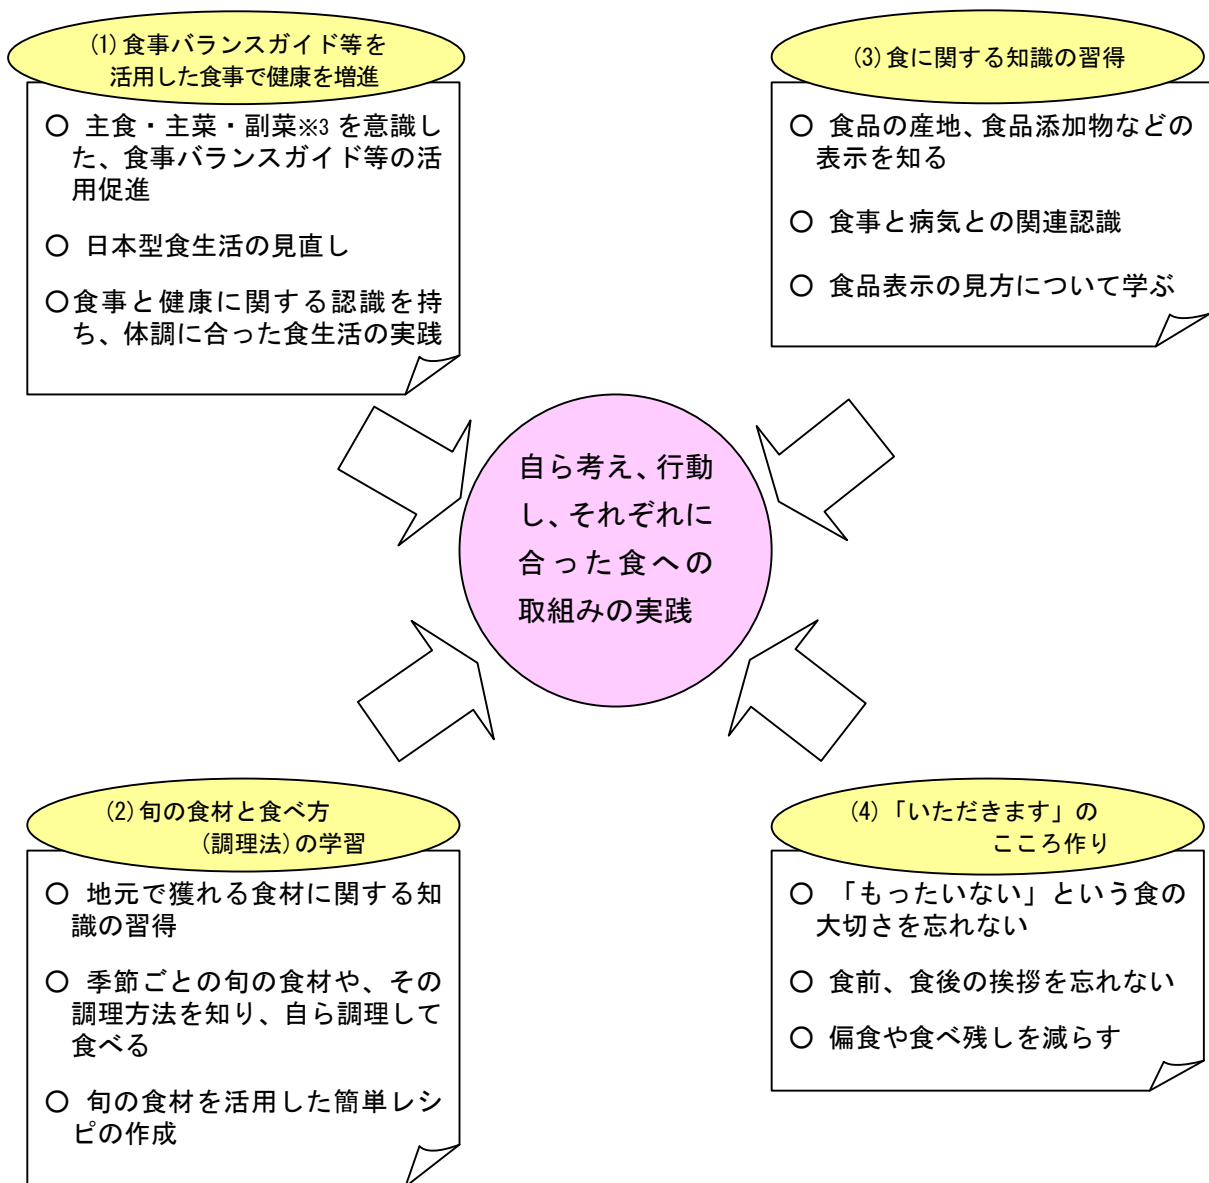 (1)食事バランスガイド等を
活用した食事で健康を増進
○ 主食・主菜・副菜※3 を意識し
た、食事バランスガイド等の活
用促進
○ 日本型食生活の見直し
○食事と健康に関する認識を持
ち、体調に合った食生活の実践
(3)食に関する知識の習得
○ 食品の産地、食品添加物などの
表示を知る
○ 食事と病気との関連認識
○ 食品表示の見方について学ぶ
自ら考え、行動
し、それぞれに
合った食への
取組みの実践
(2)旬の食材と食べ方
(調理法)の学習
○ 地元で獲れる食材に関する知
識の習得
○ 季節ごとの旬の食材や、その
調理方法を知り、自ら調理して
食べる
○ 旬の食材を活用した簡単レシ
ピの作成
(4)「いただきます」の
こころ作り
○ 「もったいない」という食の
大切さを忘れない
○ 食前、食後の挨拶を忘れない
○ 偏食や食べ残しを減らす